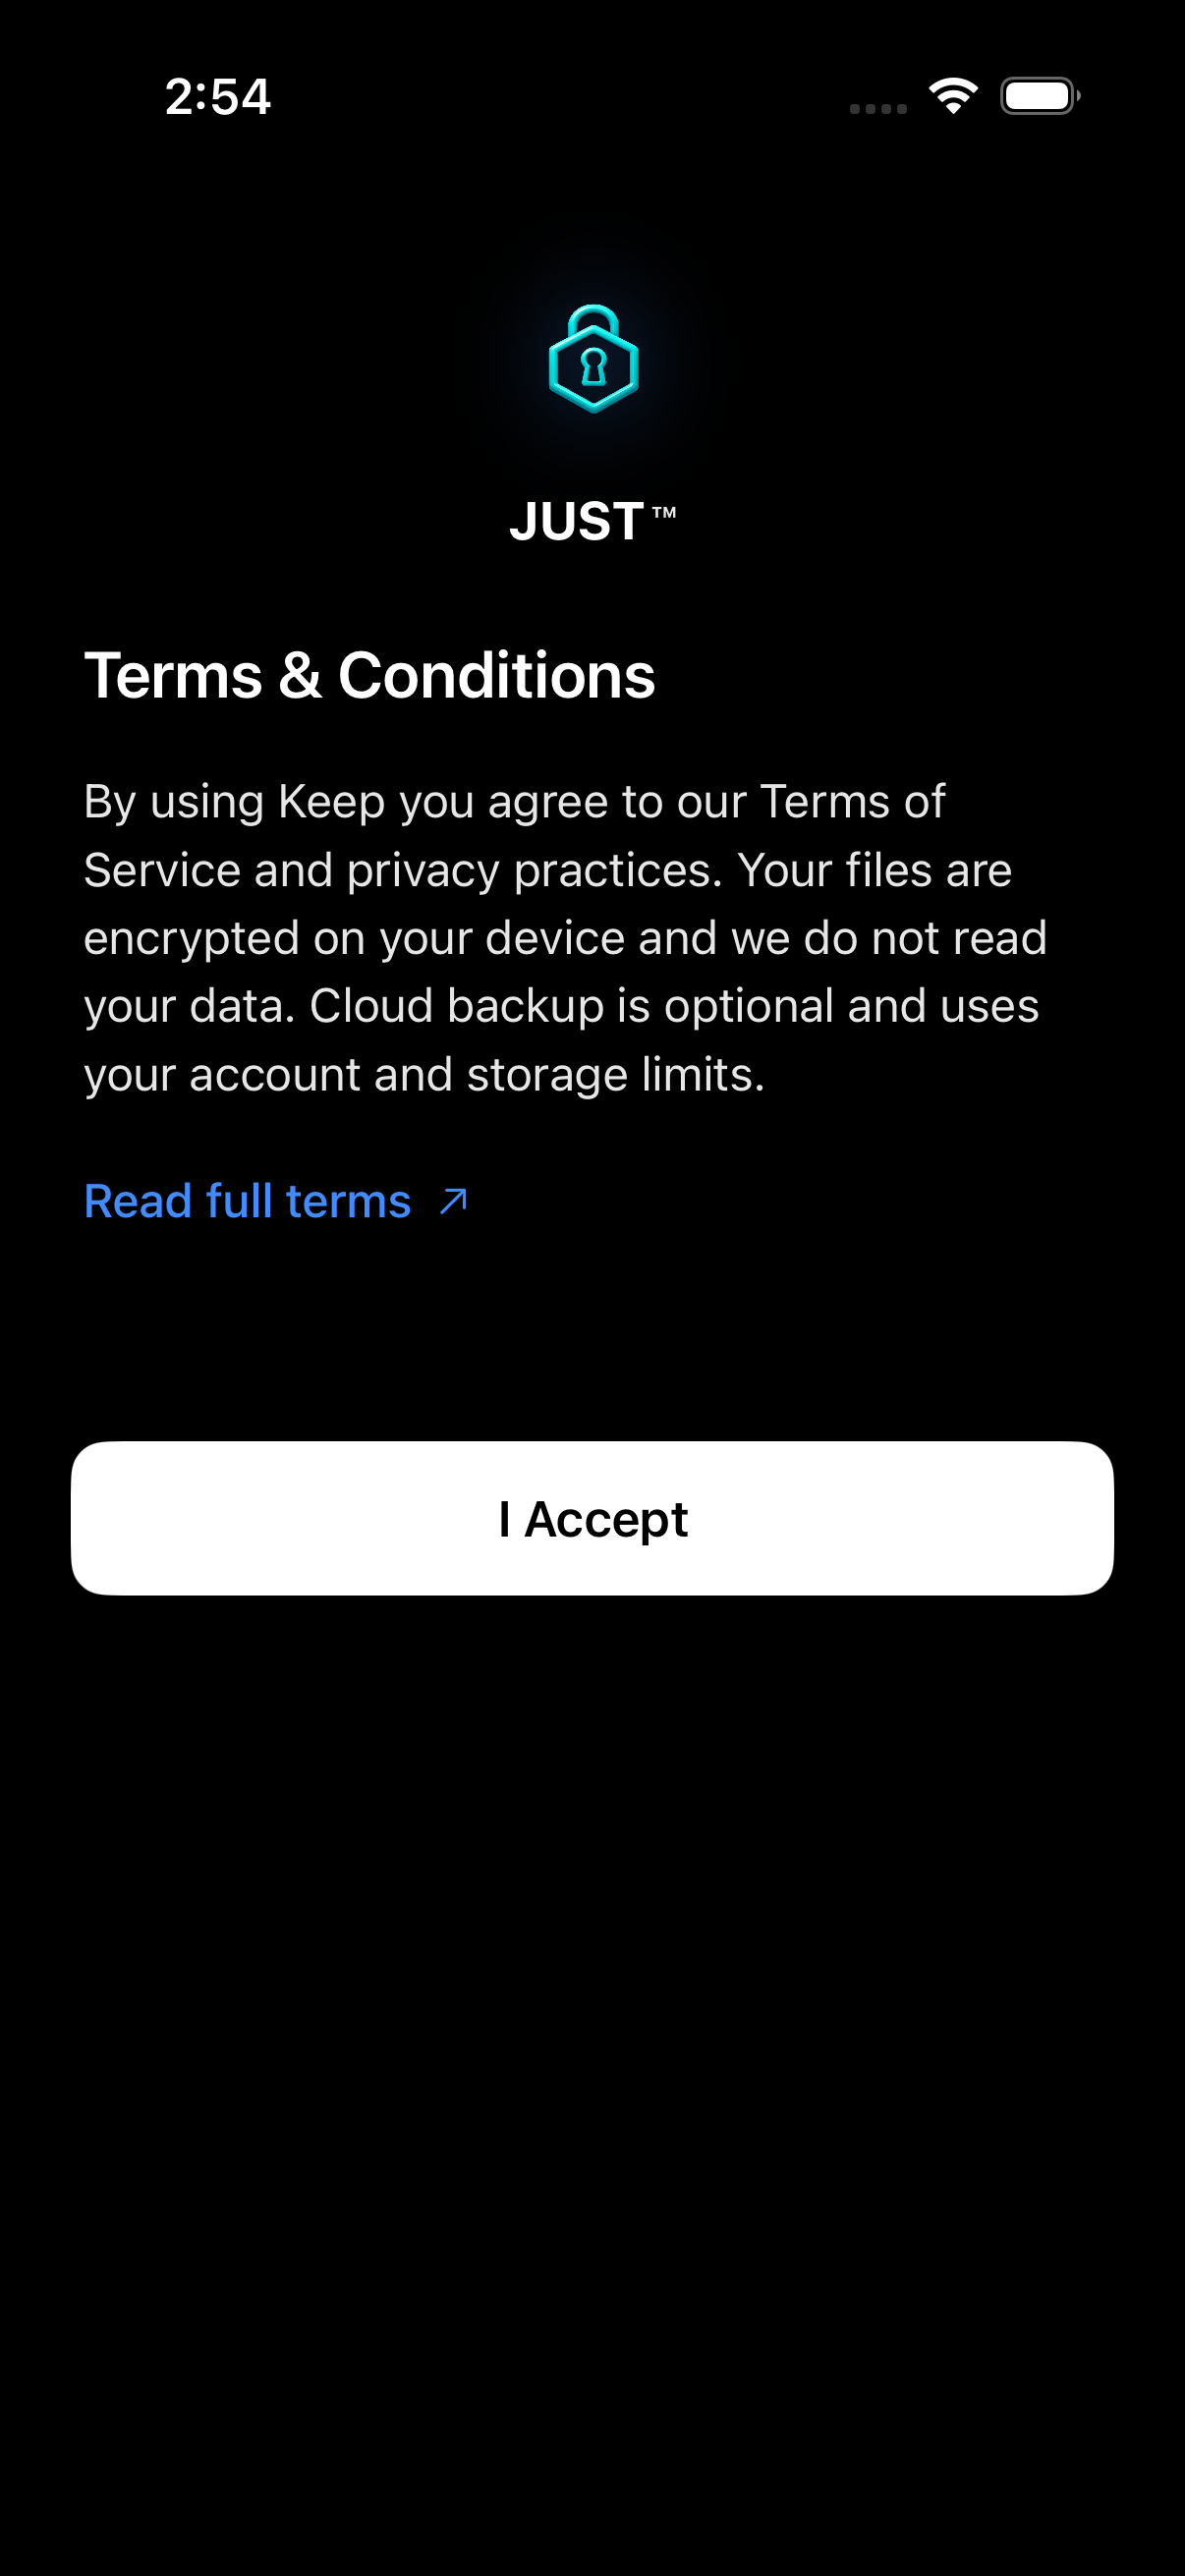 2:54
JUST™
Terms & Conditions
By using Keep you agree to our Terms of
Service and privacy practices. Your files are
encrypted on your device and we do not read
your data. Cloud backup is optional and uses
your account and storage limits.
Read full terms ↗
I Accept